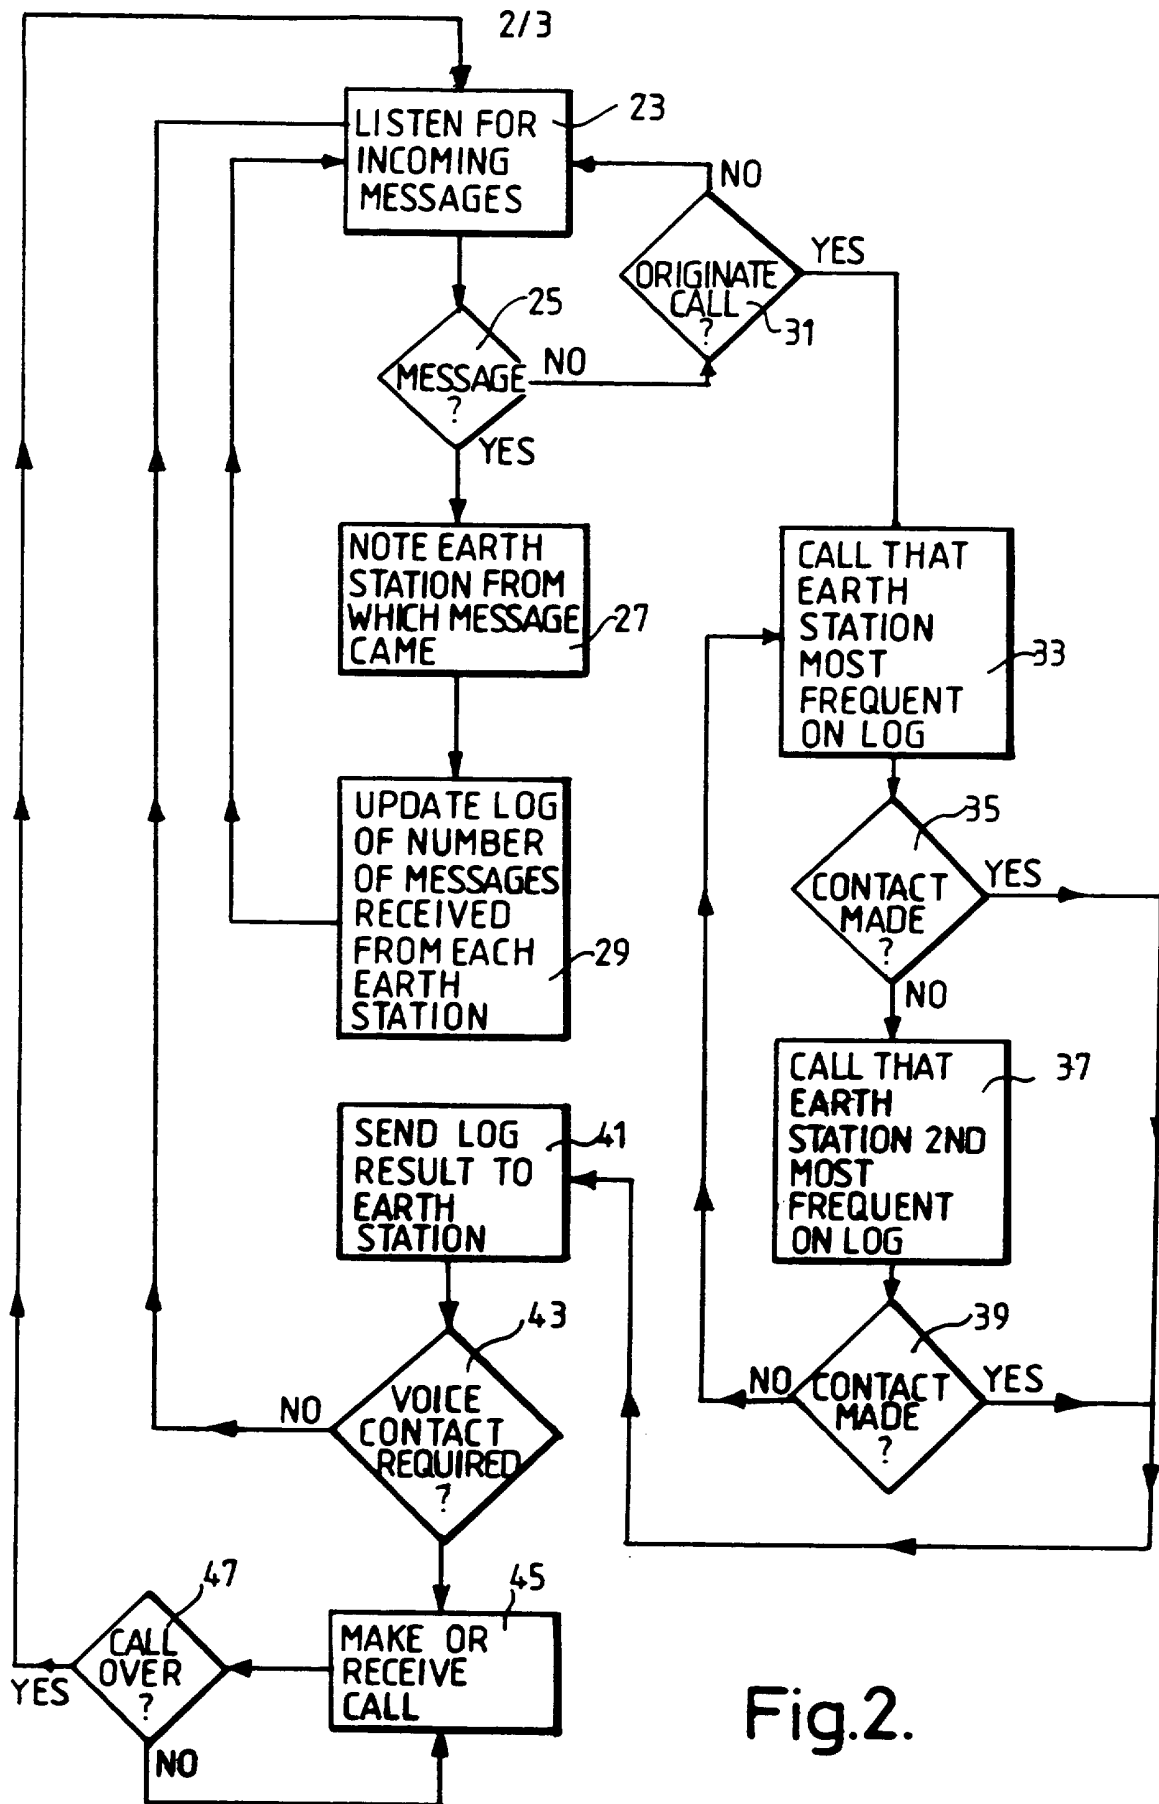 2/3
LISTEN FOR
INCOMING
MESSAGES
23
NO
YES
ORIGINATE
CALL
?
31
25
MESSAGE
?
NO
YES
NOTE EARTH
STATION FROM
WHICH MESSAGE
CAME
27
CALL THAT
EARTH
STATION
MOST
FREQUENT
ON LOG
33
UPDATE LOG
OF NUMBER
OF MESSAGES
RECEIVED
FROM EACH
EARTH
STATION
29
35
CONTACT
MADE
?
YES
NO
CALL THAT
EARTH
STATION 2ND
MOST
FREQUENT
ON LOG
37
SEND LOG
RESULT TO
EARTH
STATION
41
39
CONTACT
MADE
?
NO
YES
43
VOICE
CONTACT
REQUIRED
?
NO
45
MAKE OR
RECEIVE
CALL
47
CALL
OVER
?
YES
NO
Fig.2.